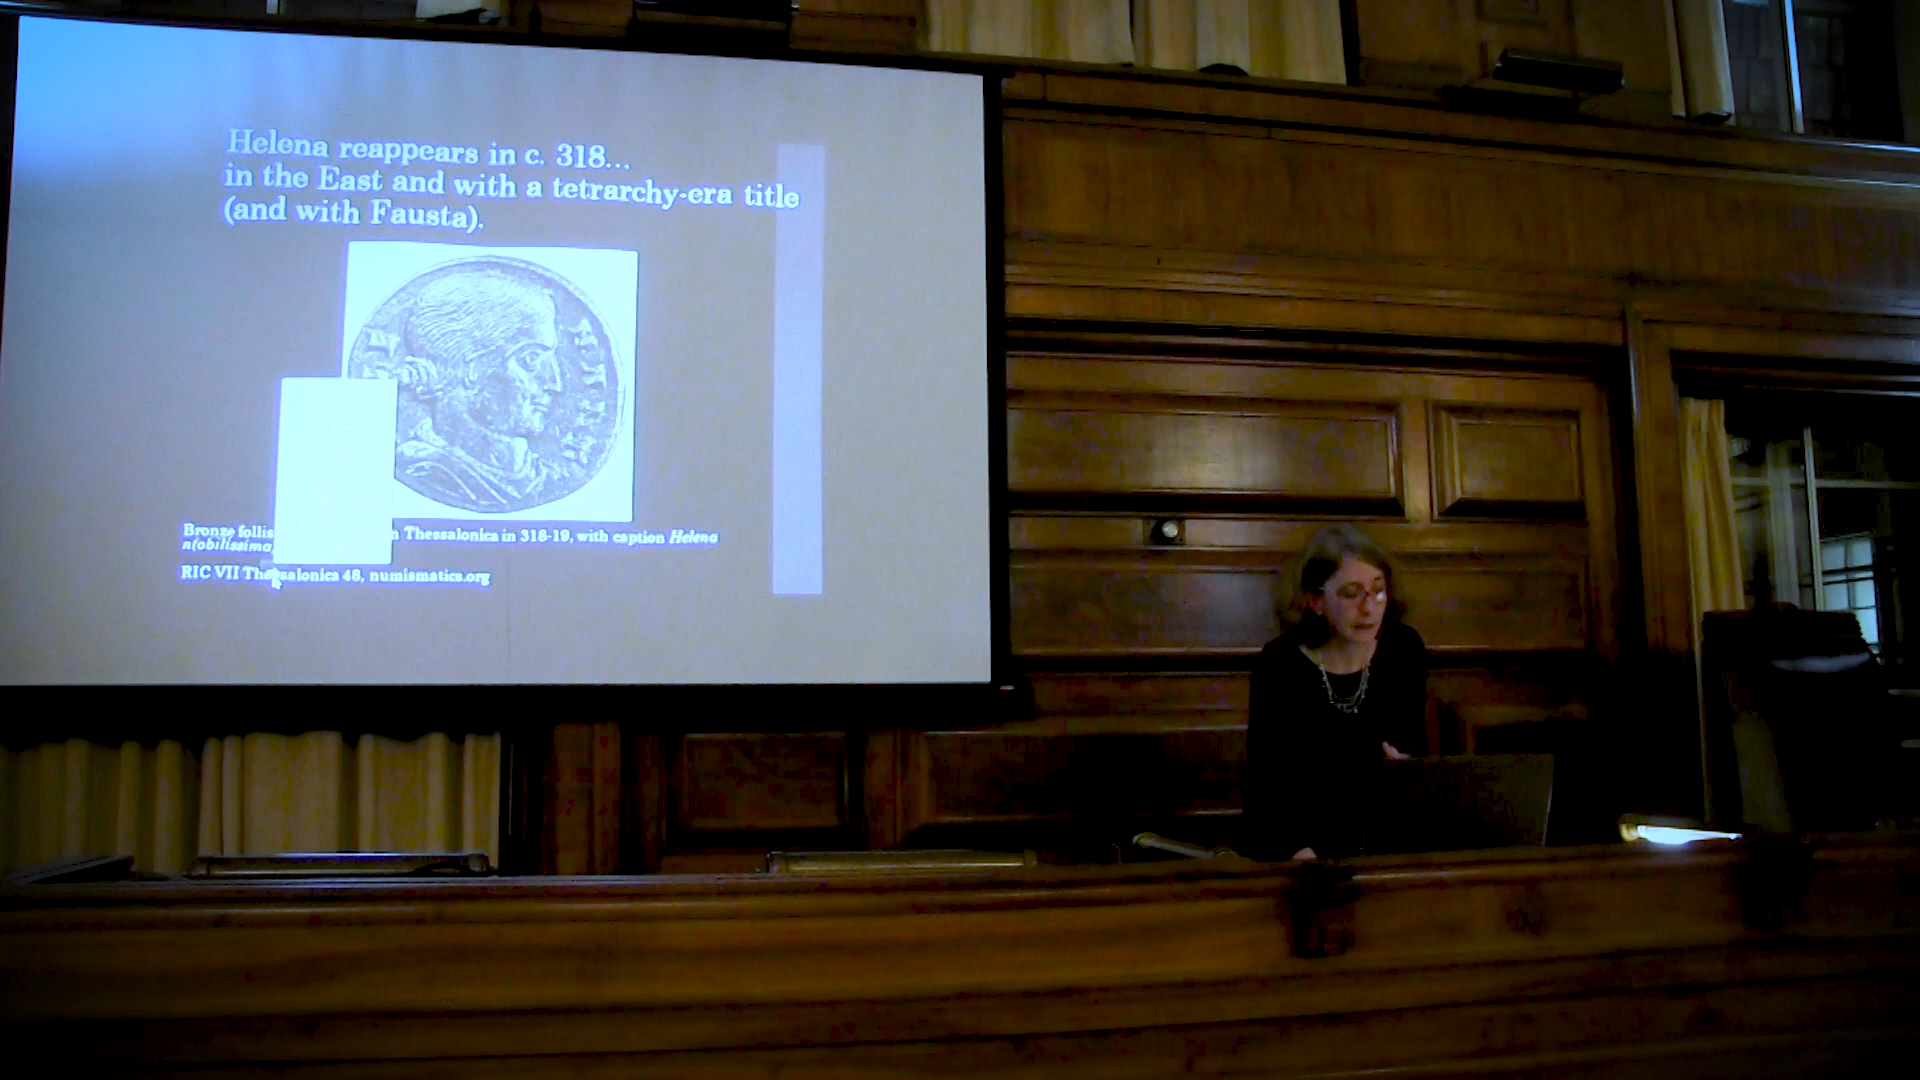 Helena reappears in c. 318...
in the East and with a tetrarchy-era title
(and with Fausta).
Bronze follis Thessalonica in 318-19, with caption Helena
n(obilissima
RIC VII Thessalonica 48, numismatics.org